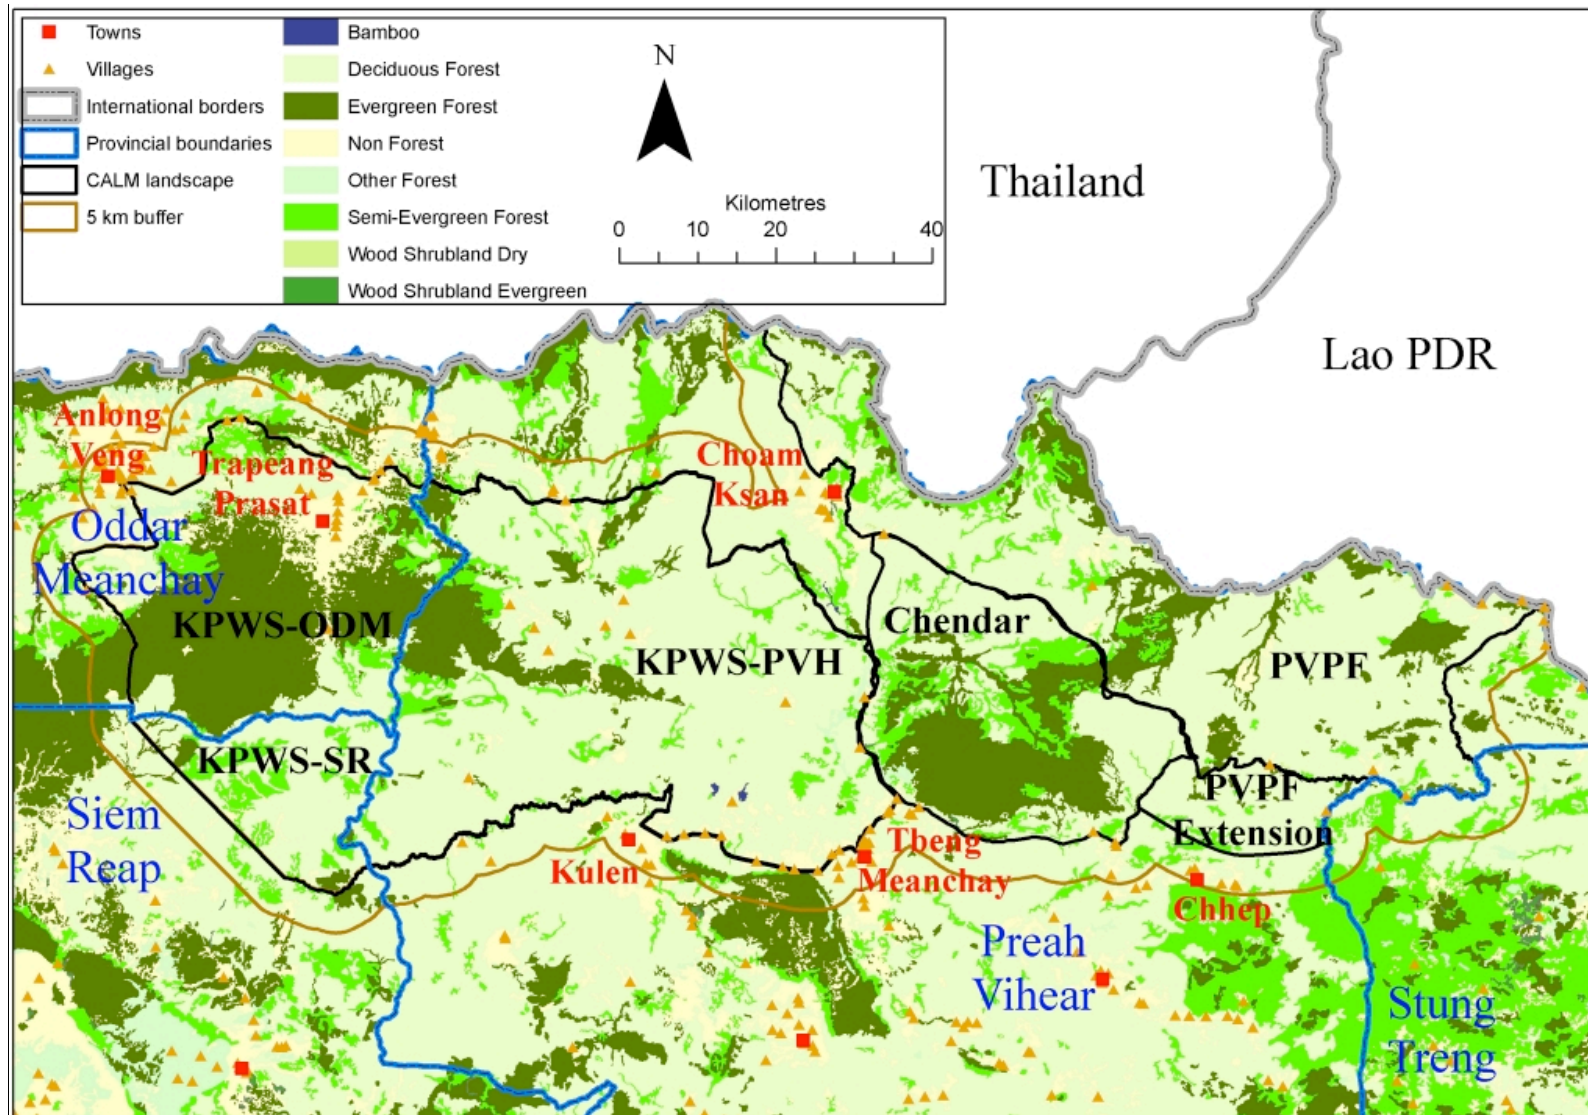 Towns
Villages
International borders
Provincial boundaries
CALM landscape
5 km buffer
Bamboo
Deciduous Forest
Evergreen Forest
Non Forest
Other Forest
Semi-Evergreen Forest
Wood Shrubland Dry
Wood Shrubland Evergreen
N
Kilometres
0 10 20 40
Thailand
Lao PDR
Anlong
Veng
Trapeang
Prasat
Choam
Ksan
Oddar
Meanchay
KPWS-ODM
Chendar
KPWS-PVH
PVPF
KPWS-SR
PVPF
Extension
Siem
Reap
Kulen
Tbeng
Meanchay
Chhep
Preah
Vihear
Stung
Treng